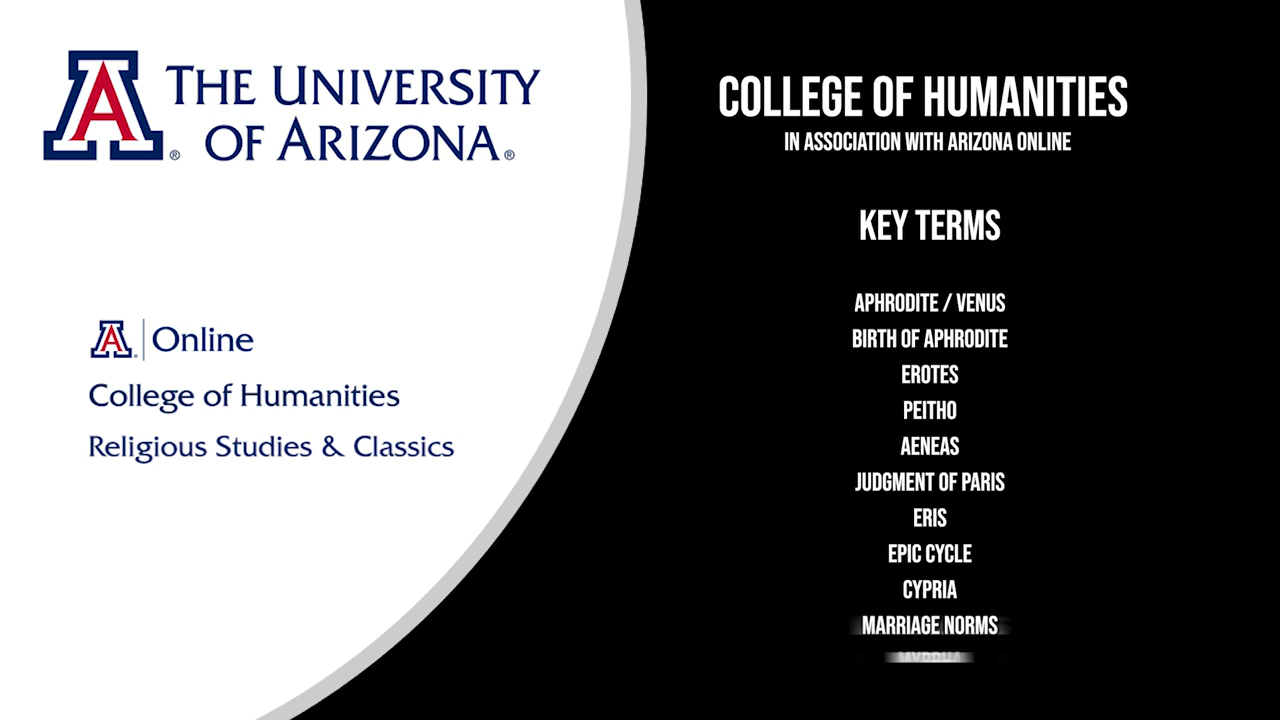 THE UNIVERSITY
OF ARIZONA®
A Online
College of Humanities
Religious Studies & Classics
COLLEGE OF HUMANITIES
IN ASSOCIATION WITH ARIZONA ONLINE
KEY TERMS
APHRODITE / VENUS
BIRTH OF APHRODITE
EROTES
PEITHO
AENEAS
JUDGMENT OF PARIS
ERIS
EPIC CYCLE
CYPRIA
MARRIAGE NORMS